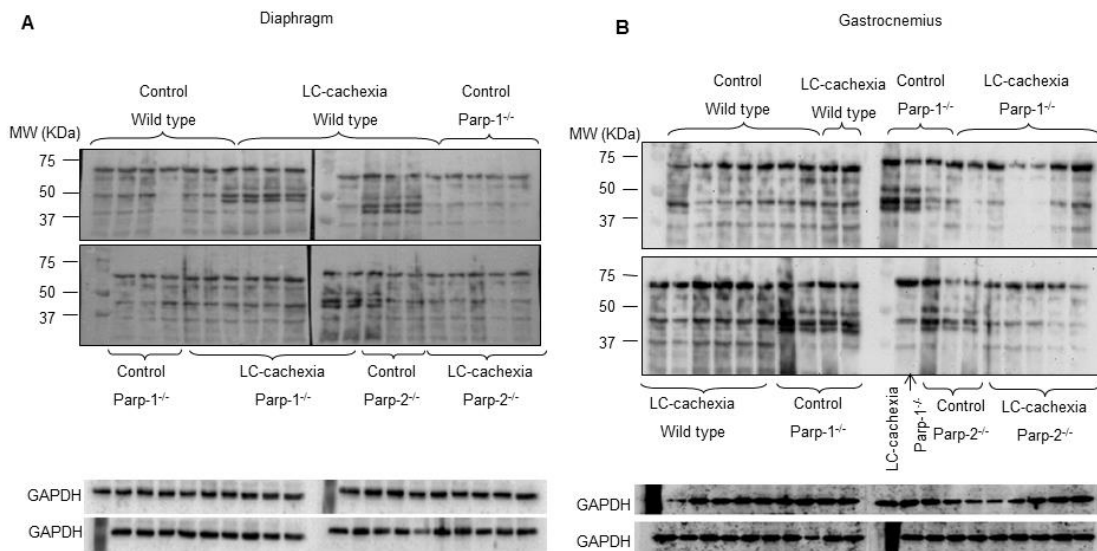 A
Diaphragm
Control
Wild type
LC-cachexia
Wild type
Control
Parp-1⁻/⁻
MW (KDa)
75
50
37
75
50
37
Control
Parp-1⁻/⁻
LC-cachexia
Parp-1⁻/⁻
Control
Parp-2⁻/⁻
LC-cachexia
Parp-2⁻/⁻
GAPDH
GAPDH
B
Gastrocnemius
Control
Wild type
LC-cachexia
Wild type
Control
Parp-1⁻/⁻
LC-cachexia
Parp-1⁻/⁻
MW (KDa)
75
50
37
75
50
37
LC-cachexia
Wild type
Control
Parp-1⁻/⁻
LC-cachexia
Parp-1⁻/⁻
Control
Parp-2⁻/⁻
LC-cachexia
Parp-2⁻/⁻
GAPDH
GAPDH